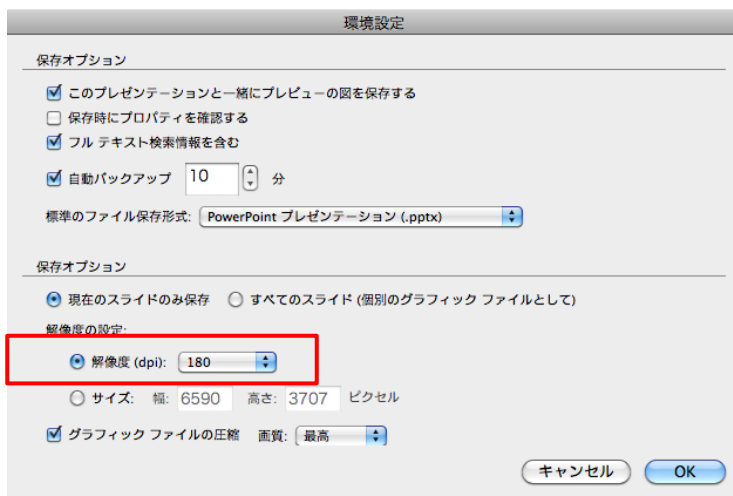 環境設定
保存オプション
このプレゼンテーションと一緒にプレビューの図を保存する
保存時にプロパティを確認する
フル テキスト検索情報を含む
自動バックアップ 10 分
標準のファイル保存形式: PowerPoint プレゼンテーション (.pptx)
保存オプション
現在のスライドのみ保存 すべてのスライド (個別のグラフィック ファイルとして)
解像度の設定:
解像度 (dpi): 180
サイズ: 幅: 6590 高さ: 3707 ピクセル
グラフィック ファイルの圧縮 画質: 最高
キャンセル OK